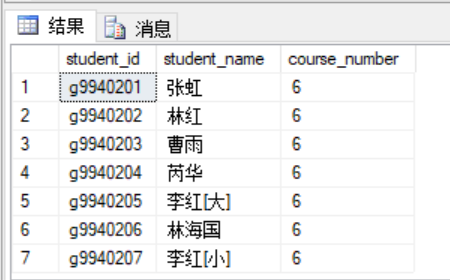 结果 消息
student_id student_name course_number
1 g9940201 张虹 6
2 g9940202 林红 6
3 g9940203 曹雨 6
4 g9940204 芮华 6
5 g9940205 李红[大] 6
6 g9940206 林海国 6
7 g9940207 李红[小] 6